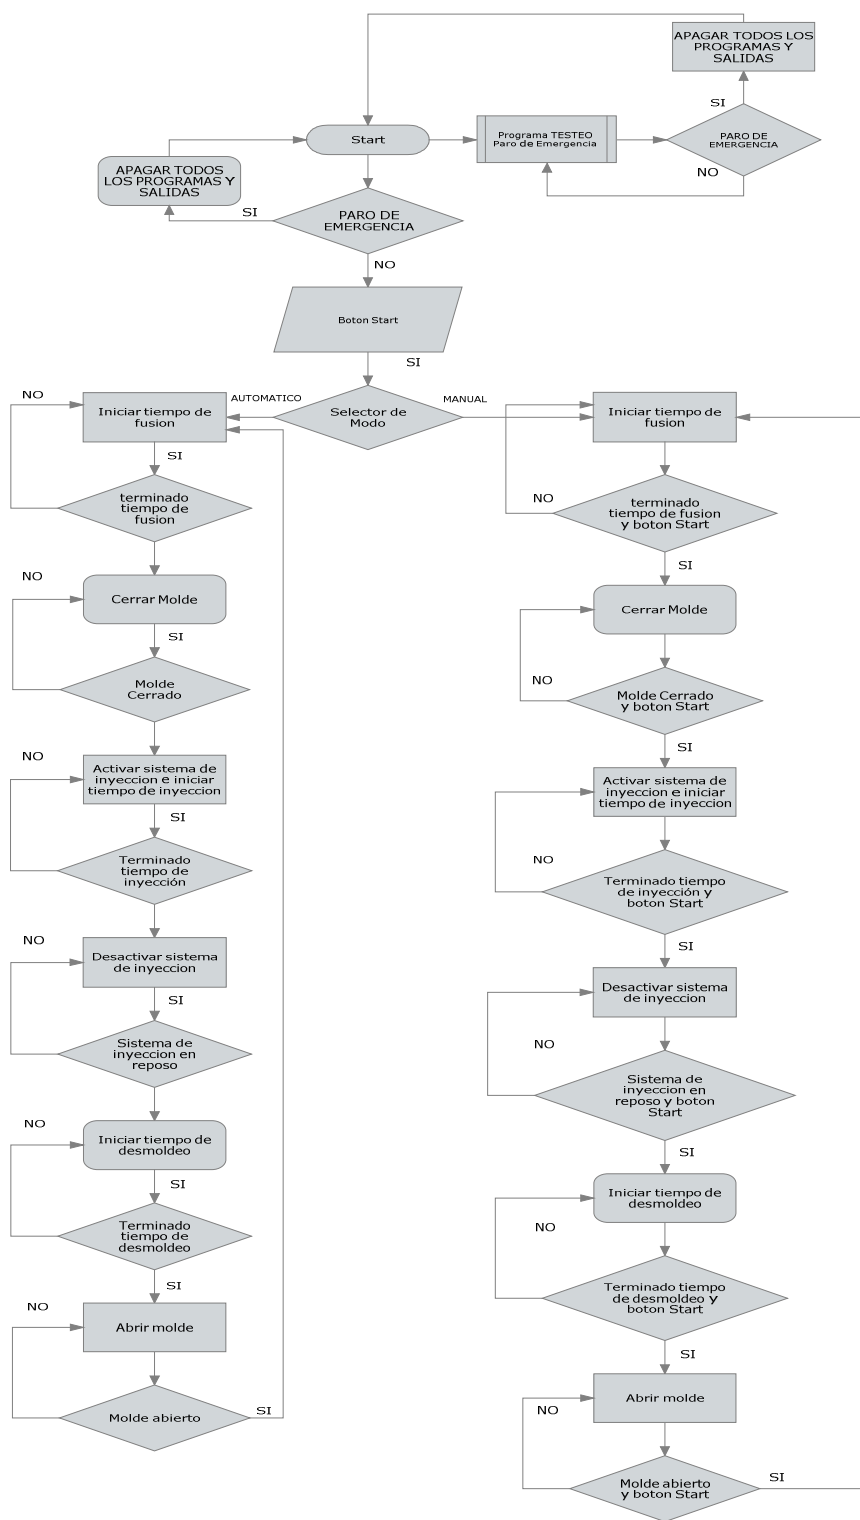 APAGAR TODOS LOS
PROGRAMAS Y
SALIDAS
SI
Start
Programa TESTEO
Paro de Emergencia
PARO DE
EMERGENCIA
NO
APAGAR TODOS
LOS PROGRAMAS Y
SALIDAS
SI
PARO DE
EMERGENCIA
NO
Boton Start
SI
Selector de
Modo
AUTOMATICO
MANUAL
NO
Iniciar tiempo de
fusion
SI
terminado
tiempo de
fusion
NO
Cerrar Molde
SI
Molde
Cerrado
NO
Activar sistema de
inyeccion e iniciar
tiempo de inyeccion
SI
Terminado
tiempo de
inyección
NO
Desactivar sistema
de inyeccion
SI
Sistema de
inyeccion en
reposo
NO
Iniciar tiempo de
desmoldeo
SI
Terminado
tiempo de
desmoldeo
SI
NO
Abrir molde
Molde abierto
SI
Iniciar tiempo de
fusion
NO
terminado
tiempo de fusion
y boton Start
SI
Cerrar Molde
NO
Molde Cerrado
y boton Start
SI
Activar sistema de
inyeccion e iniciar
tiempo de inyeccion
NO
Terminado tiempo
de inyección y
boton Start
SI
Desactivar sistema
de inyeccion
NO
Sistema de
inyeccion en
reposo y boton
Start
SI
Iniciar tiempo de
desmoldeo
NO
Terminado tiempo
de desmoldeo y
boton Start
SI
Abrir molde
NO
Molde abierto
y boton Start
SI